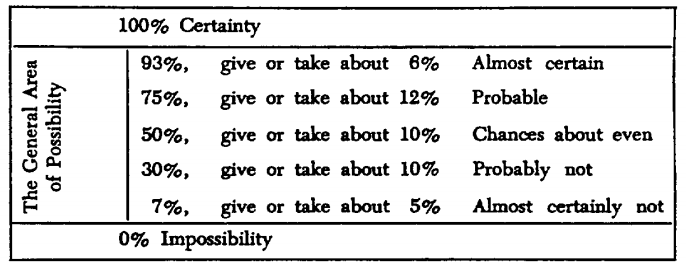 100% Certainty
The General Area
of Possibility
93%, give or take about 6% Almost certain
75%, give or take about 12% Probable
50%, give or take about 10% Chances about even
30%, give or take about 10% Probably not
7%, give or take about 5% Almost certainly not
0% Impossibility